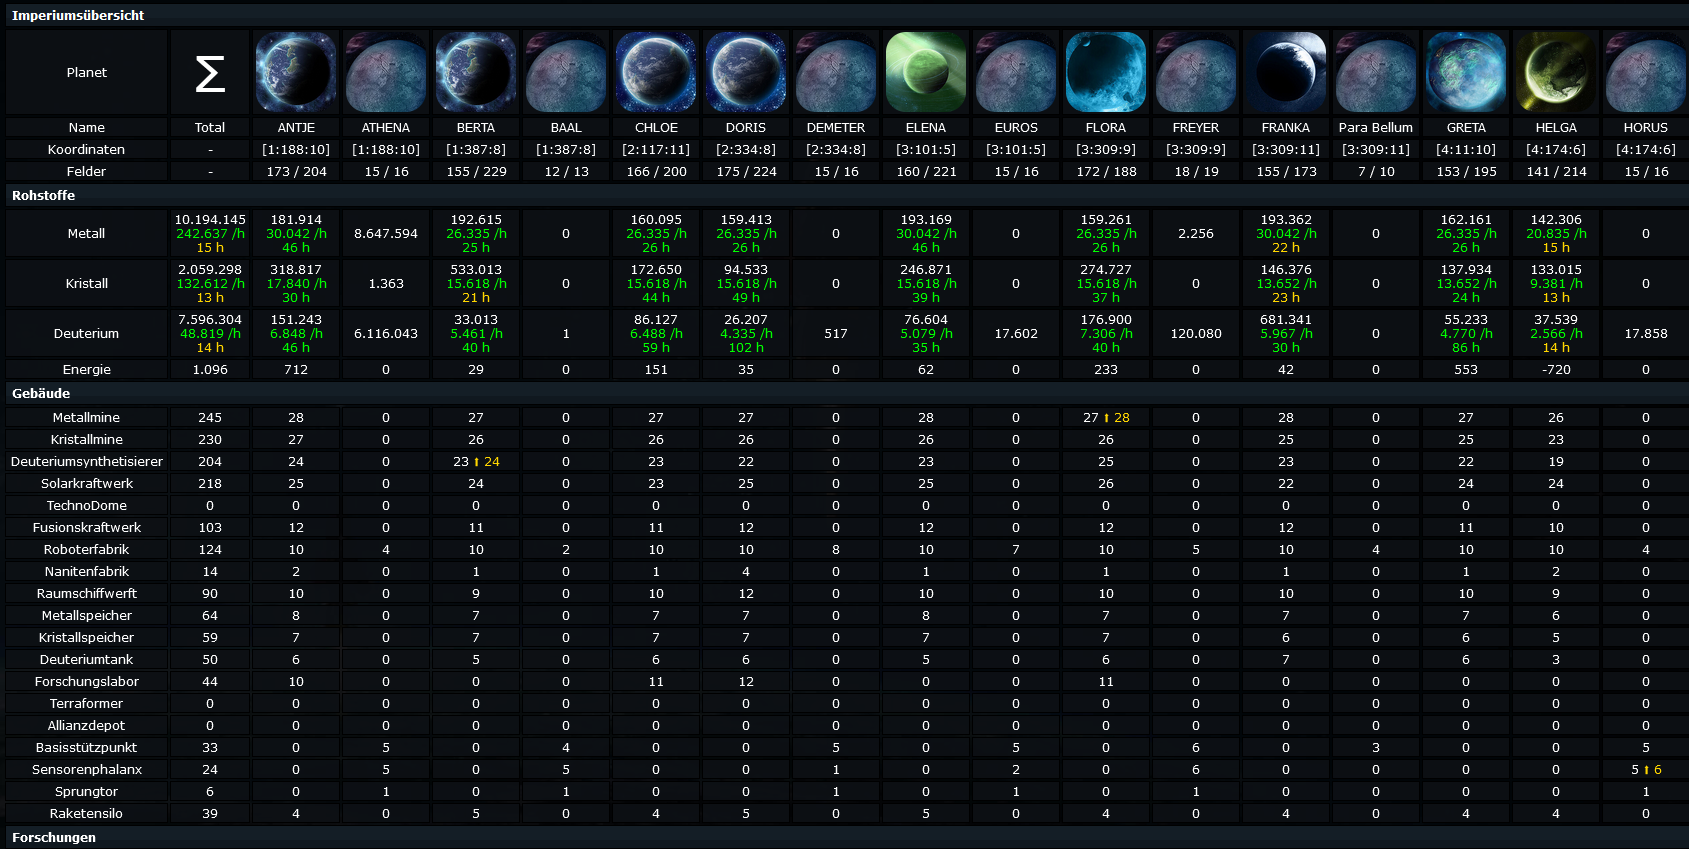 Imperiumsübersicht
Planet Σ
Name Total ANTJE ATHENA BERTA BAAL CHLOE DORIS DEMETER ELENA EUROS FLORA FREYER FRANKA Para Bellum GRETA HELGA HORUS
Koordinaten - [1:188:10] [1:188:10] [1:387:8] [1:387:8] [2:117:11] [2:334:8] [2:334:8] [3:101:5] [3:101:5] [3:309:9] [3:309:9] [3:309:11] [3:309:11] [4:11:10] [4:174:6] [4:174:6]
Felder - 173 / 204 15 / 16 155 / 229 12 / 13 166 / 200 175 / 224 15 / 16 160 / 221 15 / 16 172 / 188 18 / 19 155 / 173 7 / 10 153 / 195 141 / 214 15 / 16
Rohstoffe
10.194.145 181.914 192.615 160.095 159.413 193.169 159.261 193.362 162.161 142.306
Metall 242.637 /h 30.042 /h 8.647.594 26.335 /h 0 26.335 /h 26.335 /h 0 30.042 /h 0 26.335 /h 2.256 30.042 /h 0 26.335 /h 20.835 /h 0
15 h 46 h 25 h 26 h 26 h 46 h 26 h 22 h 26 h 15 h
2.059.298 318.817 533.013 172.650 94.533 246.871 274.727 146.376 137.934 133.015
Kristall 132.612 /h 17.840 /h 1.363 15.618 /h 0 15.618 /h 15.618 /h 0 15.618 /h 0 15.618 /h 0 13.652 /h 0 13.652 /h 9.381 /h 0
13 h 30 h 21 h 44 h 49 h 39 h 37 h 23 h 24 h 13 h
7.596.304 151.243 33.013 86.127 26.207 76.604 176.900 681.341 55.233 37.539
Deuterium 48.819 /h 6.848 /h 6.116.043 5.461 /h 1 6.488 /h 4.335 /h 517 5.079 /h 17.602 7.306 /h 120.080 5.967 /h 0 4.770 /h 2.566 /h 17.858
14 h 46 h 40 h 59 h 102 h 35 h 40 h 30 h 86 h 14 h
Energie 1.096 712 0 29 0 151 35 0 62 0 233 0 42 0 553 -720 0
Gebäude
Metallmine 245 28 0 27 0 27 27 0 28 0 27 ⬆ 28 0 28 0 27 26 0
Kristallmine 230 27 0 26 0 26 26 0 26 0 26 0 25 0 25 23 0
Deuteriumsynthetisierer 204 24 0 23 ⬆ 24 0 23 22 0 23 0 25 0 23 0 22 19 0
Solarkraftwerk 218 25 0 24 0 23 25 0 25 0 26 0 22 0 24 24 0
TechnoDome 0 0 0 0 0 0 0 0 0 0 0 0 0 0 0 0 0
Fusionskraftwerk 103 12 0 11 0 11 12 0 12 0 12 0 12 0 11 10 0
Roboterfabrik 124 10 4 10 2 10 10 8 10 7 10 5 10 4 10 10 4
Nanitenfabrik 14 2 0 1 0 1 4 0 1 0 1 0 1 0 1 2 0
Raumschiffwerft 90 10 0 9 0 10 12 0 10 0 10 0 10 0 10 9 0
Metallspeicher 64 8 0 7 0 7 7 0 8 0 7 0 7 0 7 6 0
Kristallspeicher 59 7 0 7 0 7 7 0 7 0 7 0 6 0 6 5 0
Deuteriumtank 50 6 0 5 0 6 6 0 5 0 6 0 7 0 6 3 0
Forschungslabor 44 10 0 0 0 11 12 0 0 0 11 0 0 0 0 0 0
Terraformer 0 0 0 0 0 0 0 0 0 0 0 0 0 0 0 0 0
Allianzdepot 0 0 0 0 0 0 0 0 0 0 0 0 0 0 0 0 0
Basisstützpunkt 33 0 5 0 4 0 0 5 0 5 0 6 0 3 0 0 5
Sensorenphalanx 24 0 5 0 5 0 0 1 0 2 0 6 0 0 0 0 5 ⬆ 6
Sprungtor 6 0 1 0 1 0 0 1 0 1 0 1 0 0 0 0 1
Raketensilo 39 4 0 5 0 4 5 0 5 0 4 0 4 0 4 4 0
Forschungen